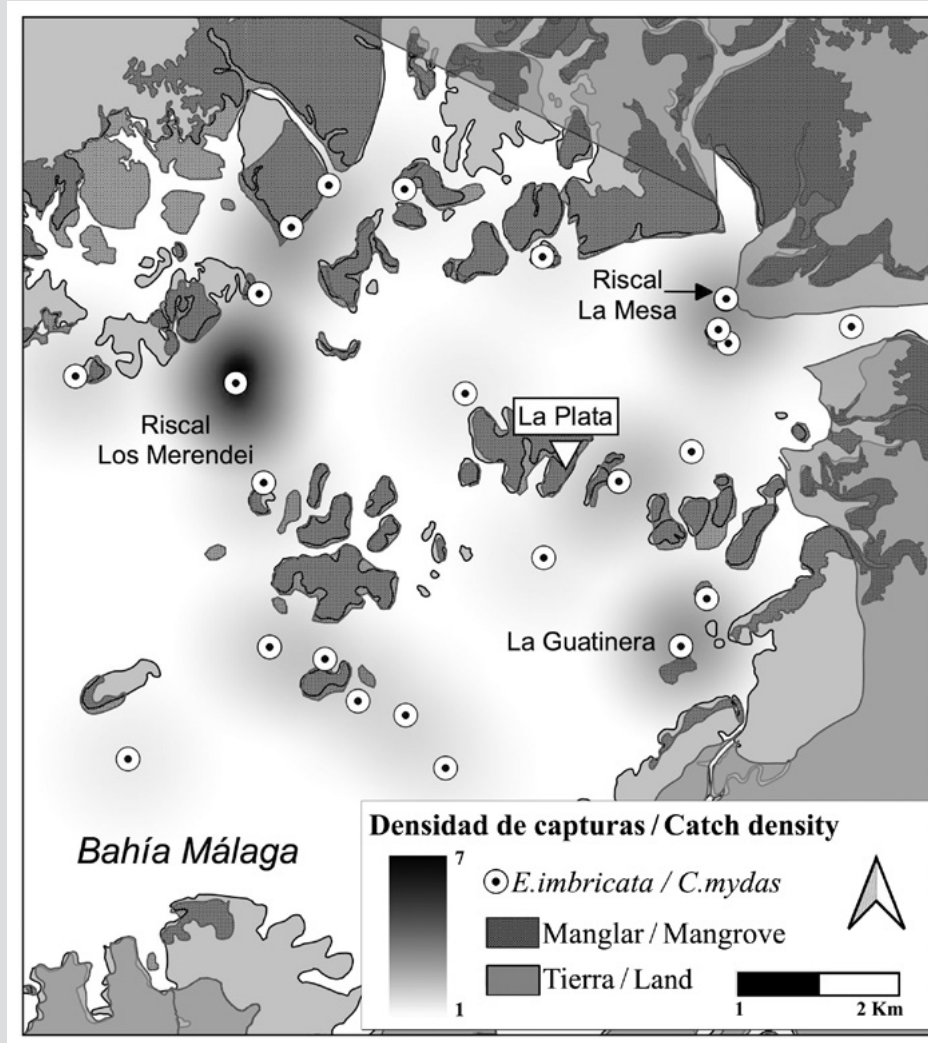 Riscal
La Mesa
La Plata
Riscal
Los Merendei
La Guatinera
Bahía Málaga
Densidad de capturas / Catch density
7
1
E.imbricata / C.mydas
Manglar / Mangrove
Tierra / Land
1 2 Km